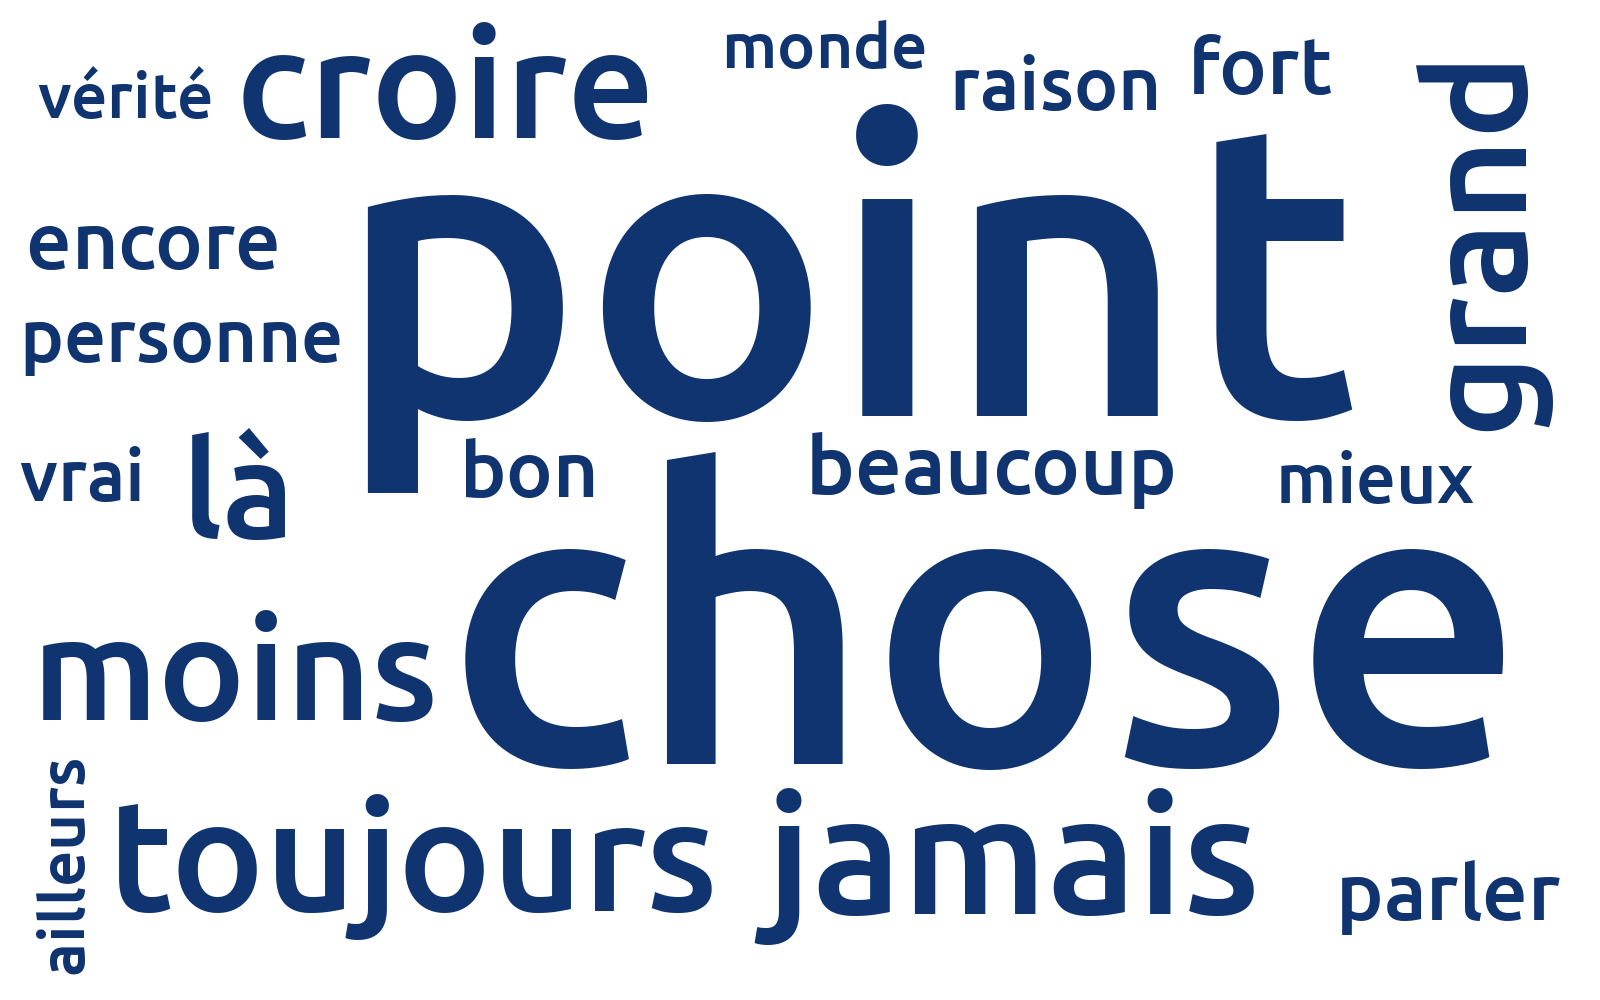 vérité croire monde raison fort
grand
point
encore
personne
vrai là bon beaucoup mieux
chose
moins
ailleurs
toujours jamais parler